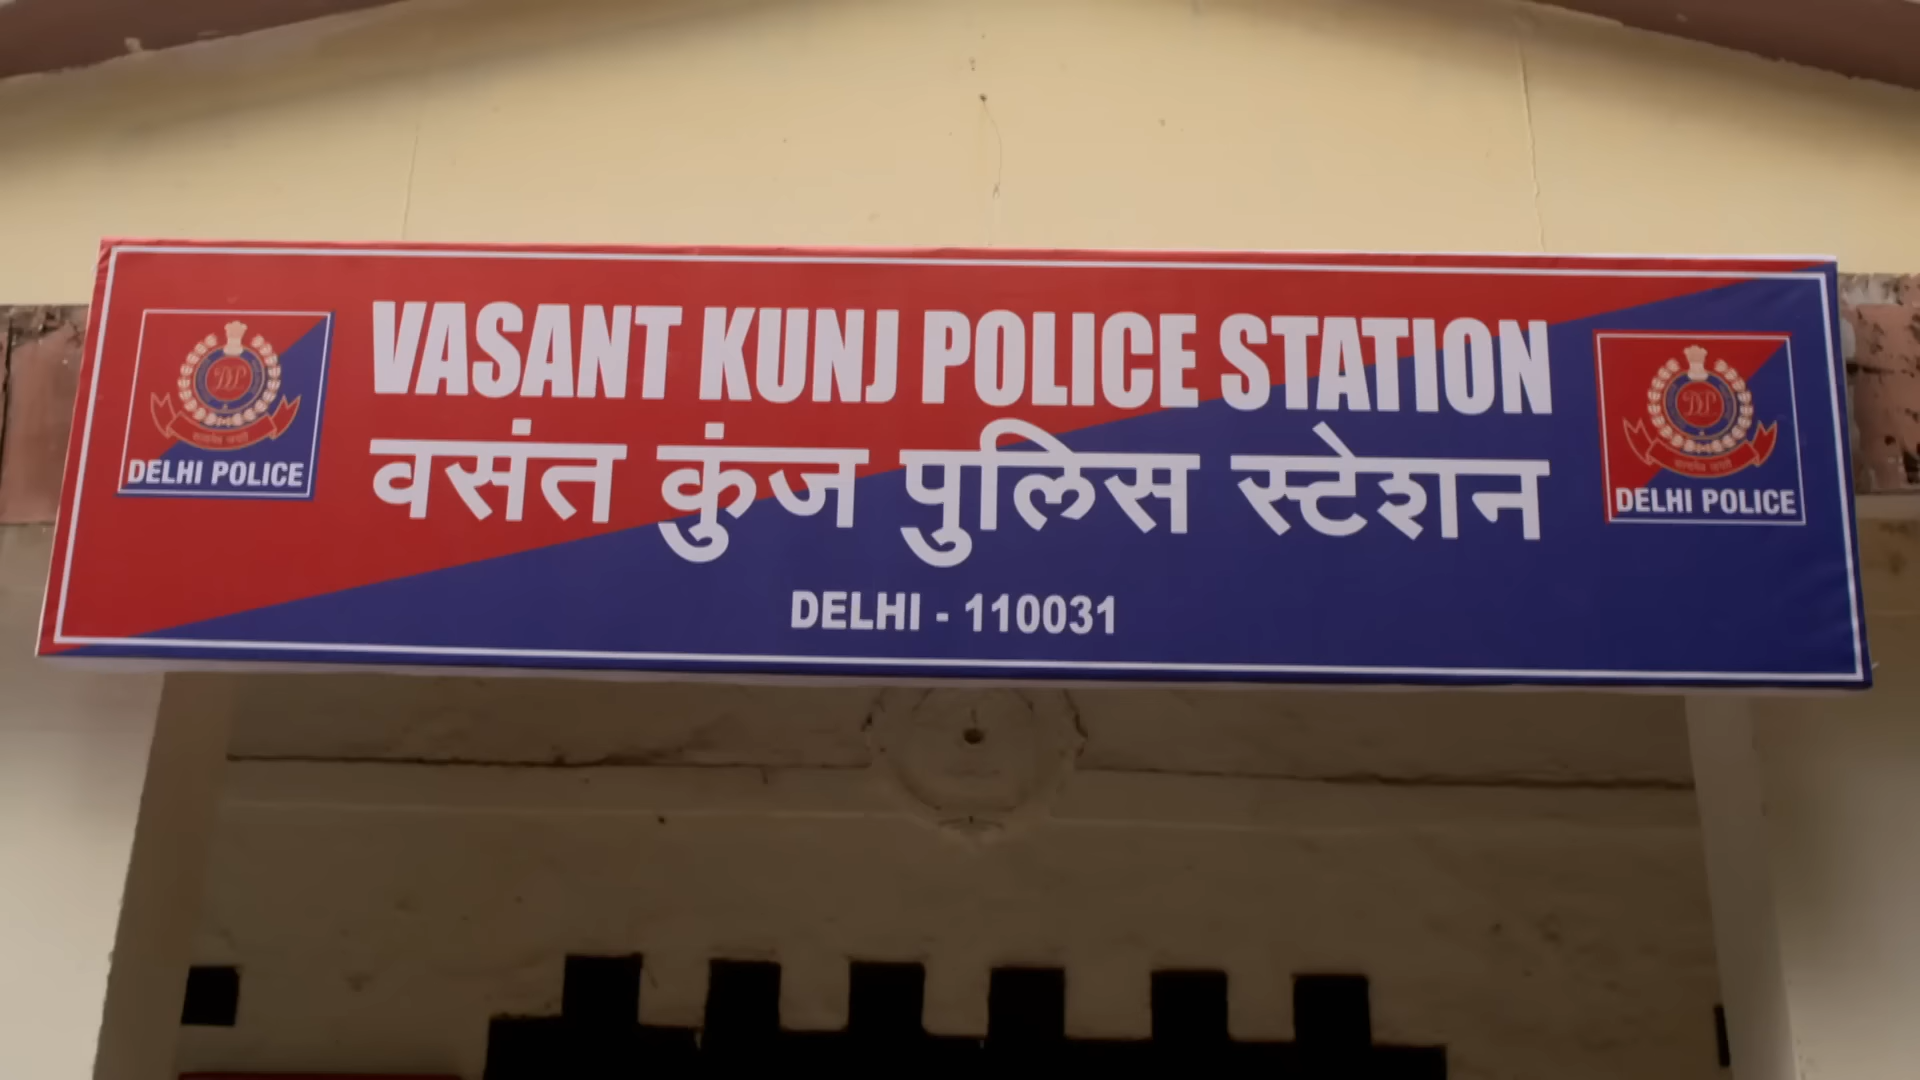 VASANT KUNJ POLICE STATION
वसंत कुंज पुलिस स्टेशन
DELHI - 110031
DELHI POLICE
DELHI POLICE